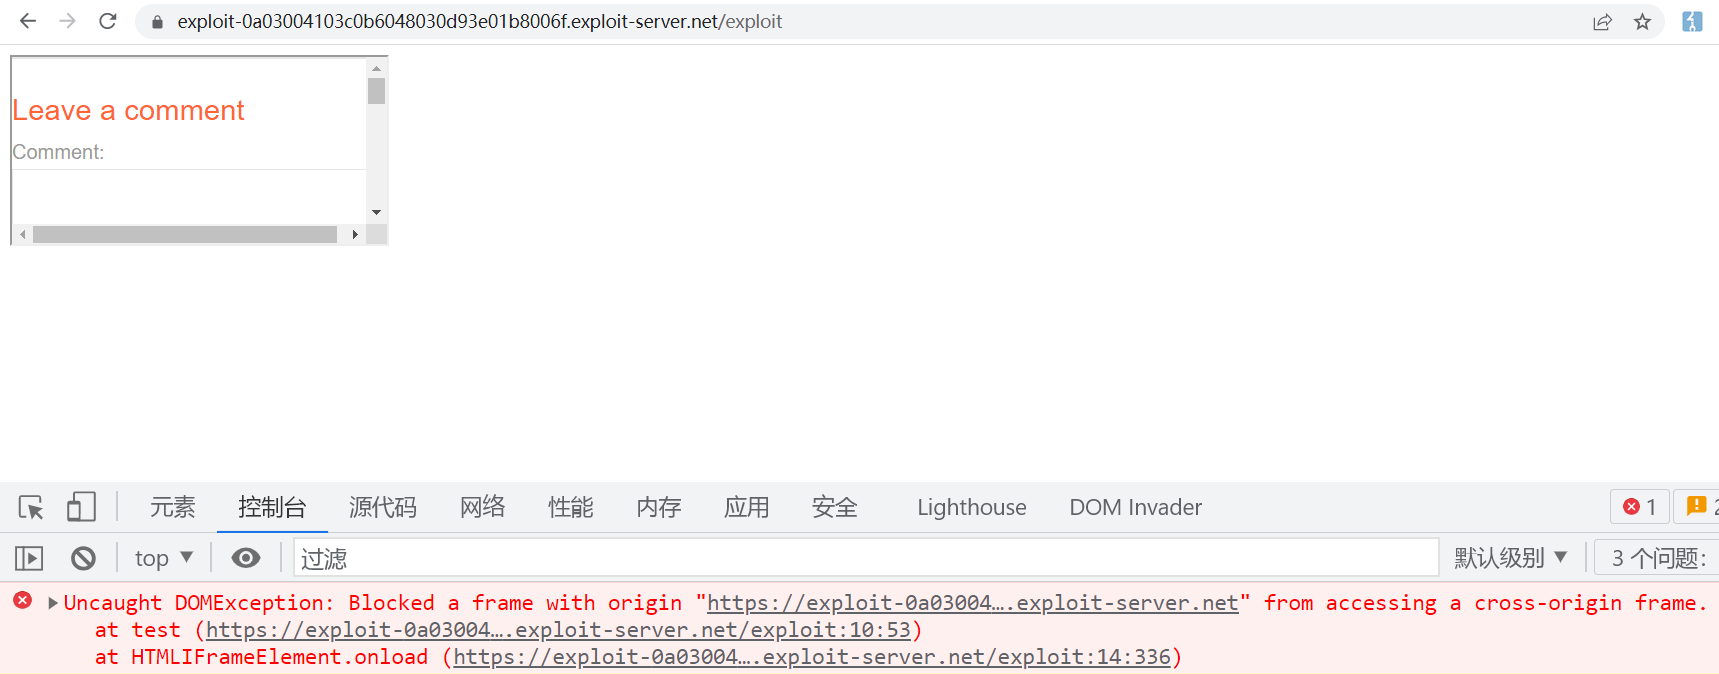 exploit-0a03004103c0b6048030d93e01b8006f.exploit-server.net/exploit
Leave a comment
Comment:
元素 控制台 源代码 网络 性能 内存 应用 安全 Lighthouse DOM Invader 1 2
top 过滤 默认级别 3 个问题:
Uncaught DOMException: Blocked a frame with origin "https://exploit-0a03004….exploit-server.net" from accessing a cross-origin frame.
at test (https://exploit-0a03004….exploit-server.net/exploit:10:53)
at HTMLIFrameElement.onload (https://exploit-0a03004….exploit-server.net/exploit:14:336)